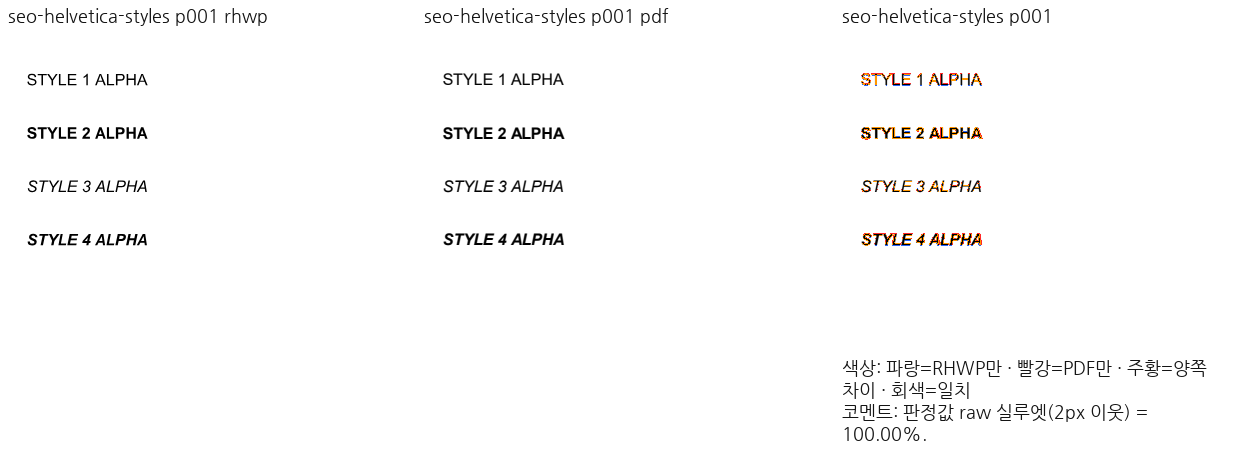 seo-helvetica-styles p001 rhwp
seo-helvetica-styles p001 pdf
seo-helvetica-styles p001
STYLE 1 ALPHA
STYLE 1 ALPHA
STYLE 1 ALPHA
STYLE 2 ALPHA
STYLE 2 ALPHA
STYLE 2 ALPHA
STYLE 3 ALPHA
STYLE 3 ALPHA
STYLE 3 ALPHA
STYLE 4 ALPHA
STYLE 4 ALPHA
STYLE 4 ALPHA
색상: 파랑=RHWP만 · 빨강=PDF만 · 주황=양쪽
차이 · 회색=일치
코멘트: 판정값 raw 실루엣(2px 이웃) =
100.00%.